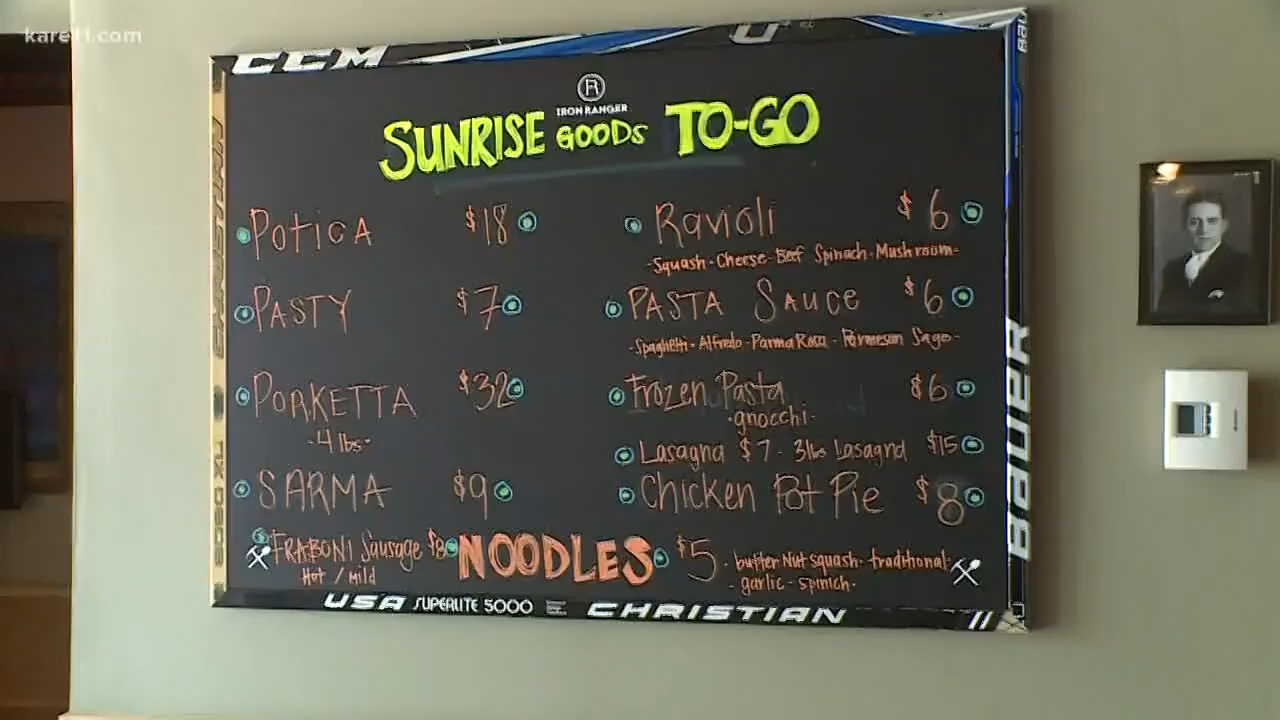 kare11.com
CCM
R
IRON RANGER
SUNRISE GOODS TO-GO
POTICA $18
PASTY $7
PORKETTA $32
-4 lbs-
SARMA $9
FRABONI Sausage $8
Hot / Mild
Ravioli $6
-Squash-Cheese-Beef Spinach-Mushroom-
PASTA SAUCE $6
-Spaghetti-Alfredo-Parma Rosa-Parmesan Sage-
Frozen Pasta $6
-gnocchi-
Lasagna $7 - 3lbs Lasagna $15
Chicken Pot Pie $8
NOODLES $5 -butter Nut squash-traditional-
-garlic-spinich-
BAUER
USA SUPERLITE 5000 CHRISTIAN